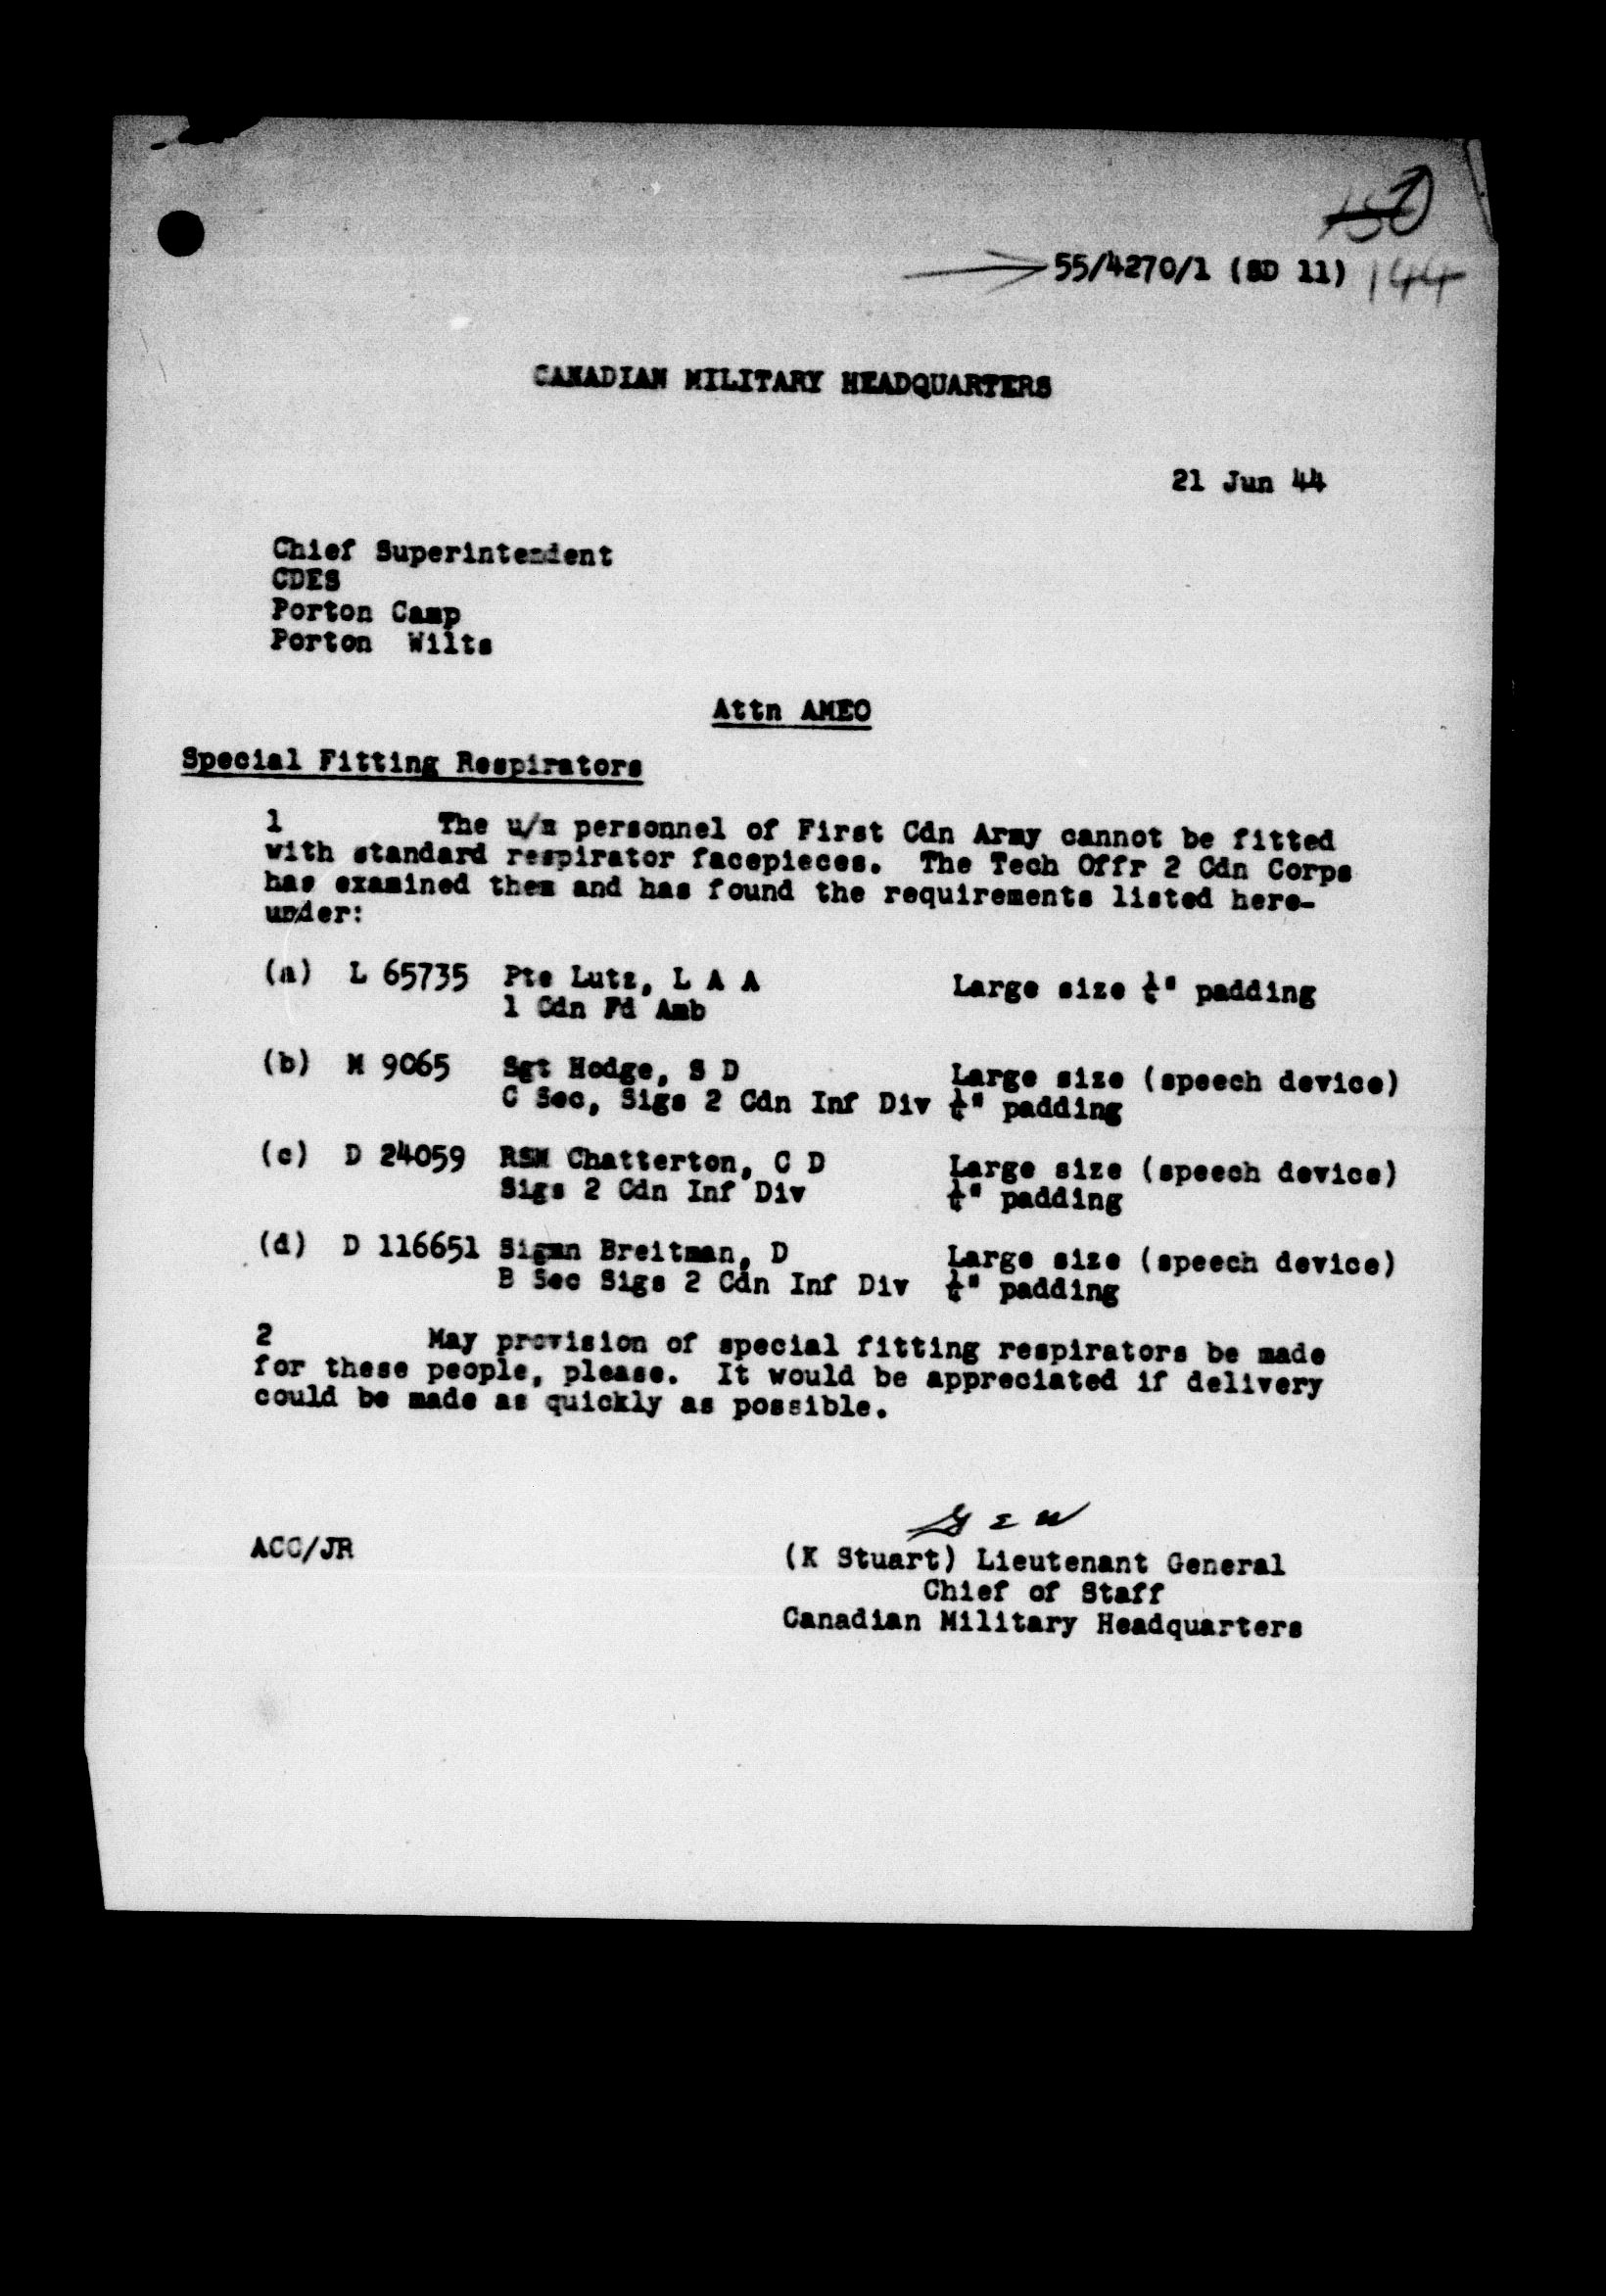 150
55/4270/1 (SD 11) 144
CANADIAN MILITARY HEADQUARTERS
21 Jun 44
Chief Superintendent
CDES
Porton Camp
Porton Wilts
Attn AMEO
Special Fitting Respirators
1 The u/m personnel of First Cdn Army cannot be fitted
with standard respirator facepieces. The Tech Offr 2 Cdn Corps
has examined them and has found the requirements listed here-
under:
(a) L 65735 Pte Lutz, L A A Large size ¼" padding
1 Cdn Fd Amb
(b) M 9065 Sgt Hodge, S D Large size (speech device)
C Sec, Sigs 2 Cdn Inf Div ¼" padding
(c) D 24059 RSM Chatterton, C D Large size (speech device)
Sigs 2 Cdn Inf Div ¼" padding
(d) D 116651 Sigmn Breitman, D Large size (speech device)
B Sec Sigs 2 Cdn Inf Div ¼" padding
2 May provision of special fitting respirators be made
for these people, please. It would be appreciated if delivery
could be made as quickly as possible.
ACC/JR
(K Stuart) Lieutenant General
Chief of Staff
Canadian Military Headquarters